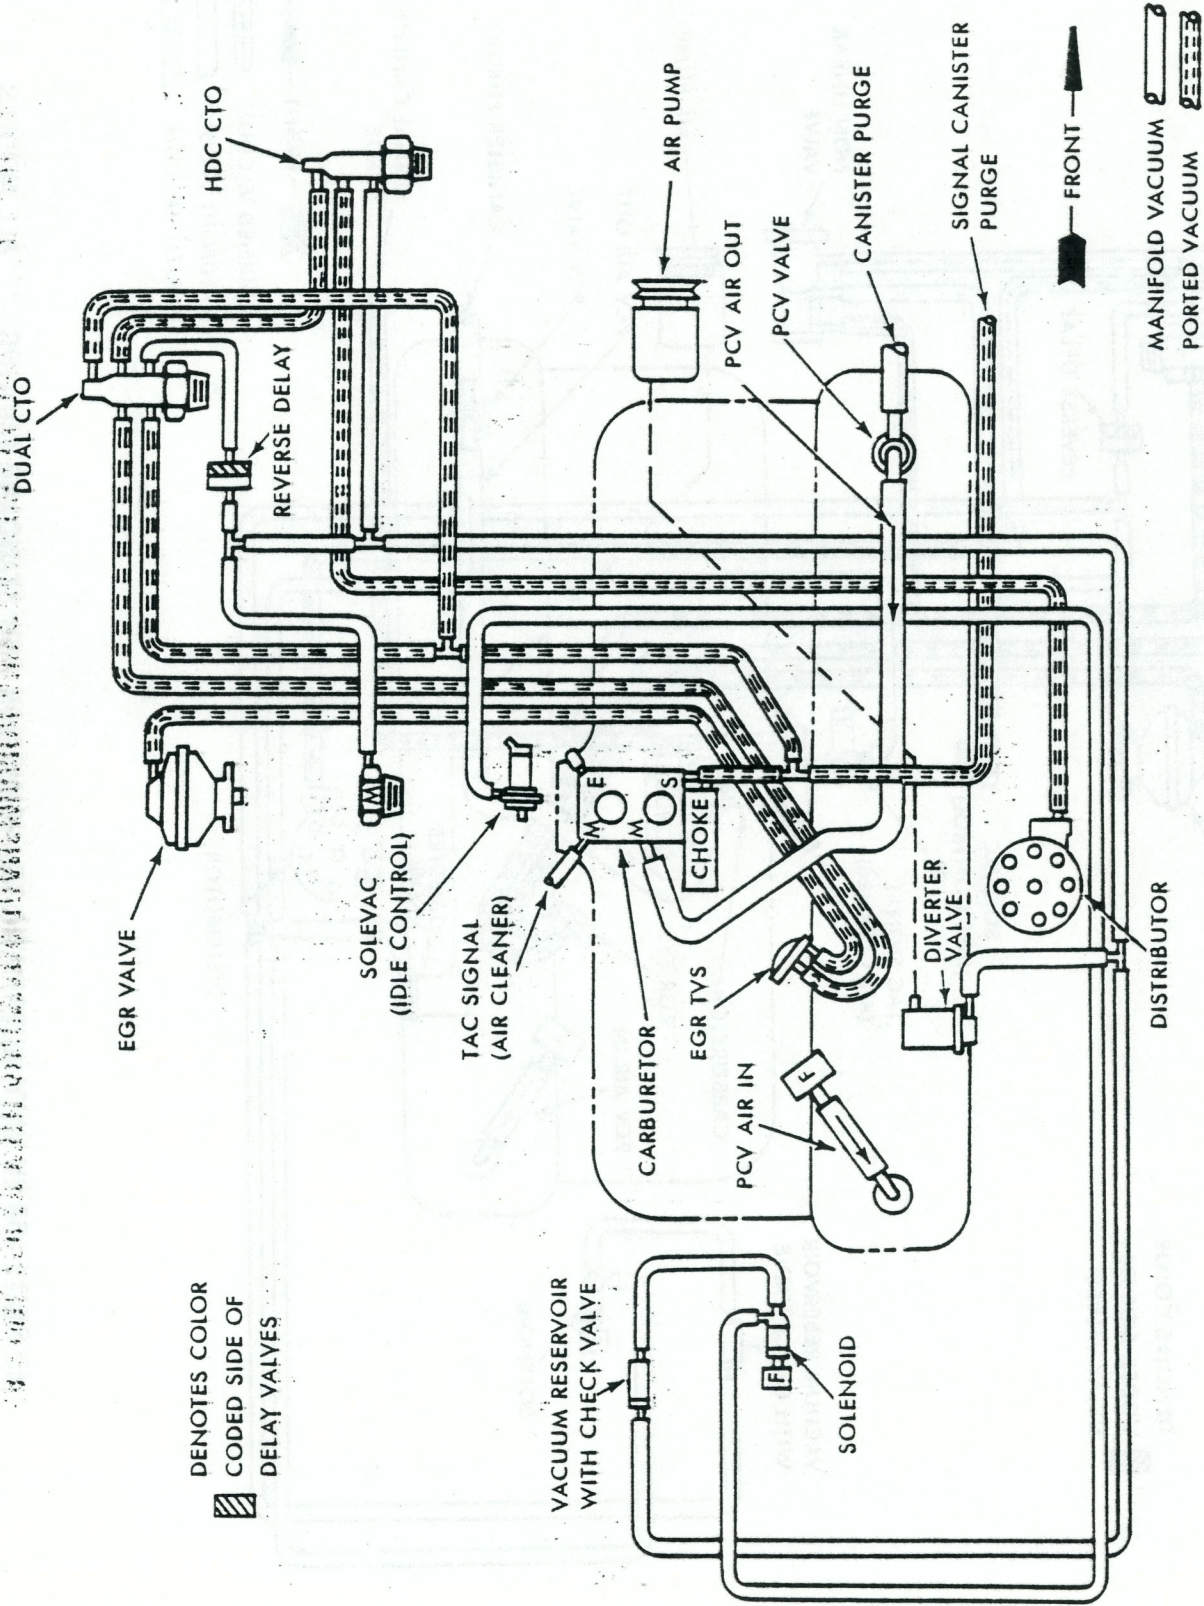 DENOTES COLOR
CODED SIDE OF
DELAY VALVES
EGR VALVE
DUAL CTO
HDC CTO
REVERSE DELAY
M
SOLEVAC
(IDLE CONTROL)
TAC SIGNAL
(AIR CLEANER)
AIR PUMP
VACUUM RESERVOIR
WITH CHECK VALVE
CARBURETOR
M
F
M
S
CHOKE
EGR TVS
PCV AIR IN
F
PCV AIR OUT
PCV VALVE
CANISTER PURGE
SIGNAL CANISTER
PURGE
F
SOLENOID
DIVERTER
VALVE
DISTRIBUTOR
FRONT
MANIFOLD VACUUM
PORTED VACUUM